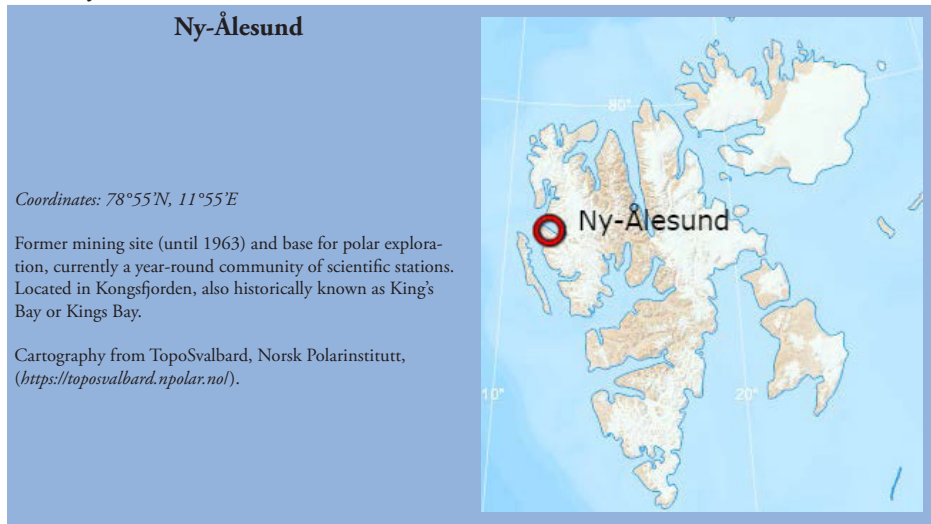 Ny-Ålesund
Coordinates: 78°55’N, 11°55’E
Former mining site (until 1963) and base for polar explora-
tion, currently a year-round community of scientific stations.
Located in Kongsfjorden, also historically known as King’s
Bay or Kings Bay.
Cartography from TopoSvalbard, Norsk Polarinstitutt,
(https://toposvalbard.npolar.no/).
80°
Ny-Ålesund
10°
20°